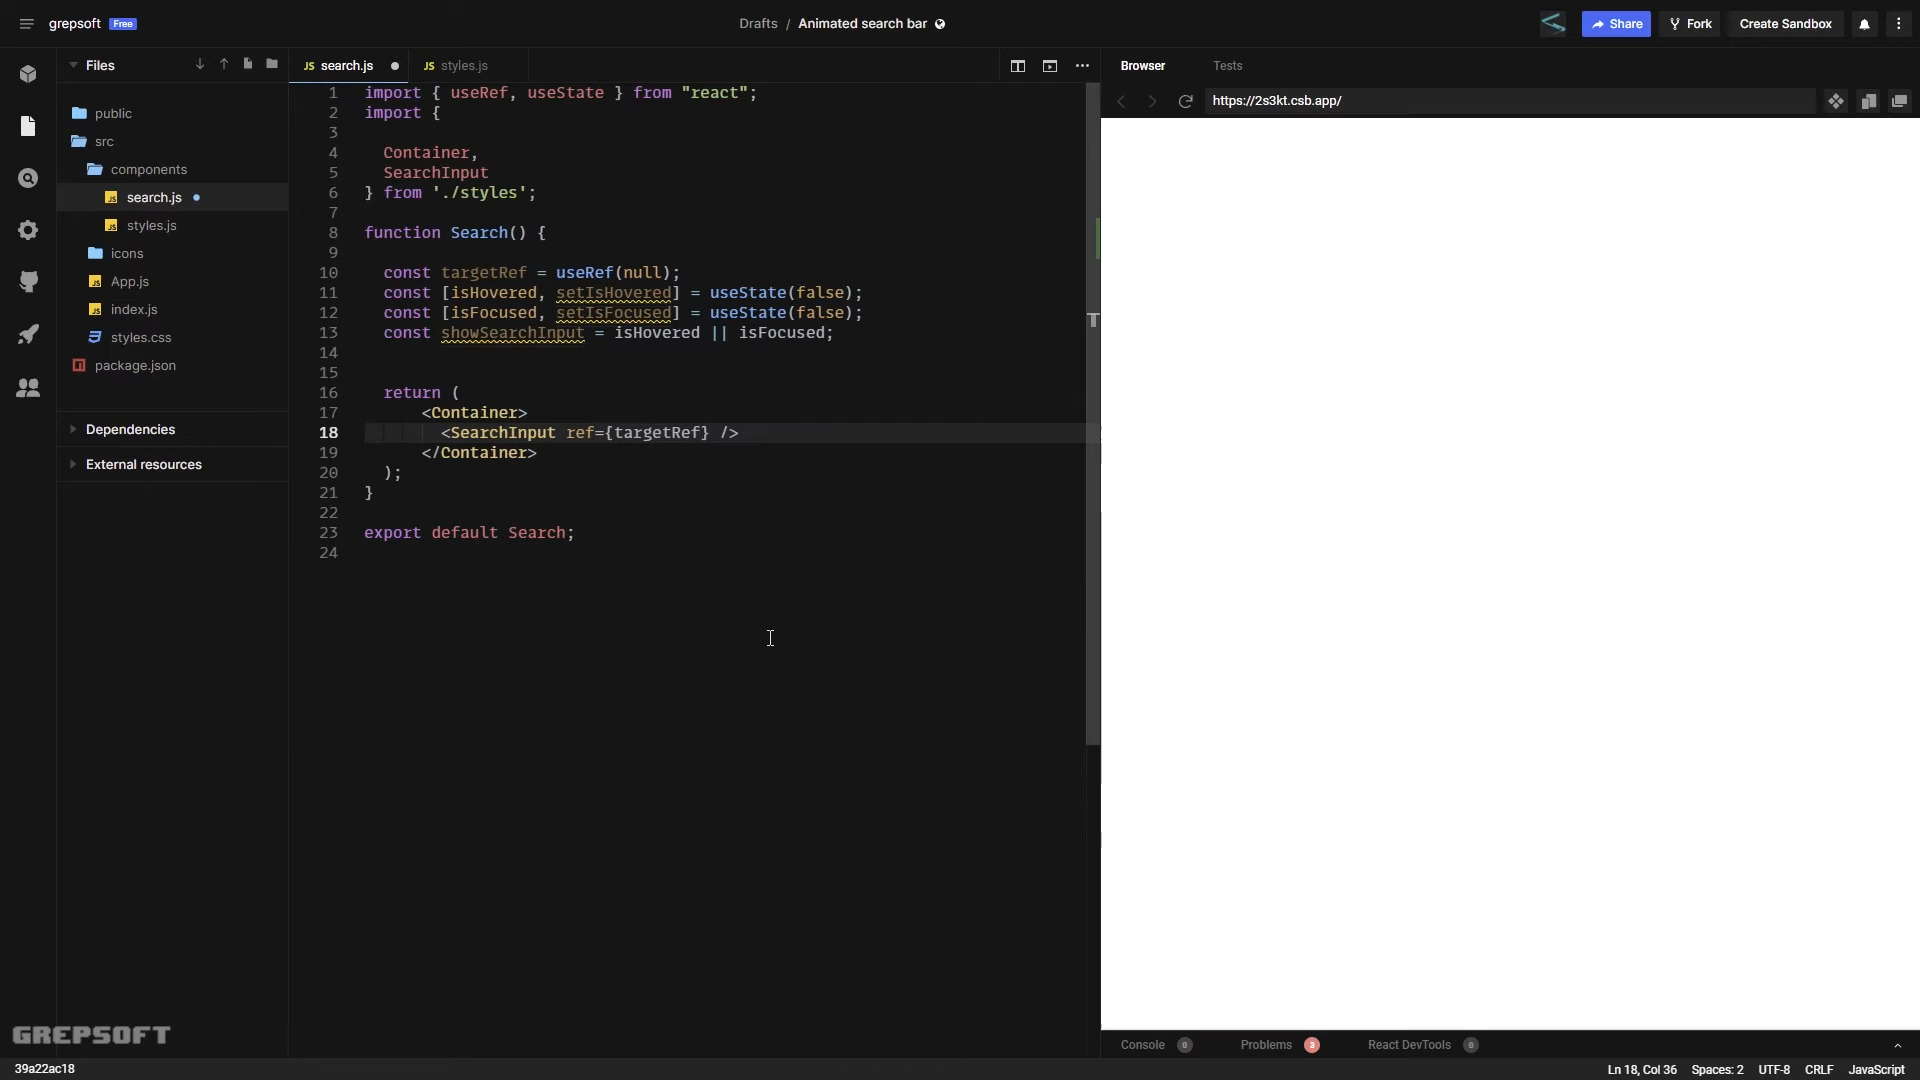 grepsoft Free
Drafts / Animated search bar
Share
Fork
Create Sandbox
Files
public
src
components
JS search.js
JS styles.js
icons
JS App.js
JS index.js
styles.css
package.json
Dependencies
External resources
JS search.js
JS styles.js
1 import { useRef, useState } from "react";
2 import {
3
4 Container,
5 SearchInput
6 } from './styles';
7
8 function Search() {
9
10 const targetRef = useRef(null);
11 const [isHovered, setIsHovered] = useState(false);
12 const [isFocused, setIsFocused] = useState(false);
13 const showSearchInput = isHovered || isFocused;
14
15
16 return (
17 <Container>
18 <SearchInput ref={targetRef} />
19 </Container>
20 );
21 }
22
23 export default Search;
24
Browser
Tests
https://2s3kt.csb.app/
Console 0
Problems 3
React DevTools 0
GREPSOFT
39a22ac18
Ln 18, Col 36
Spaces: 2
UTF-8
CRLF
JavaScript